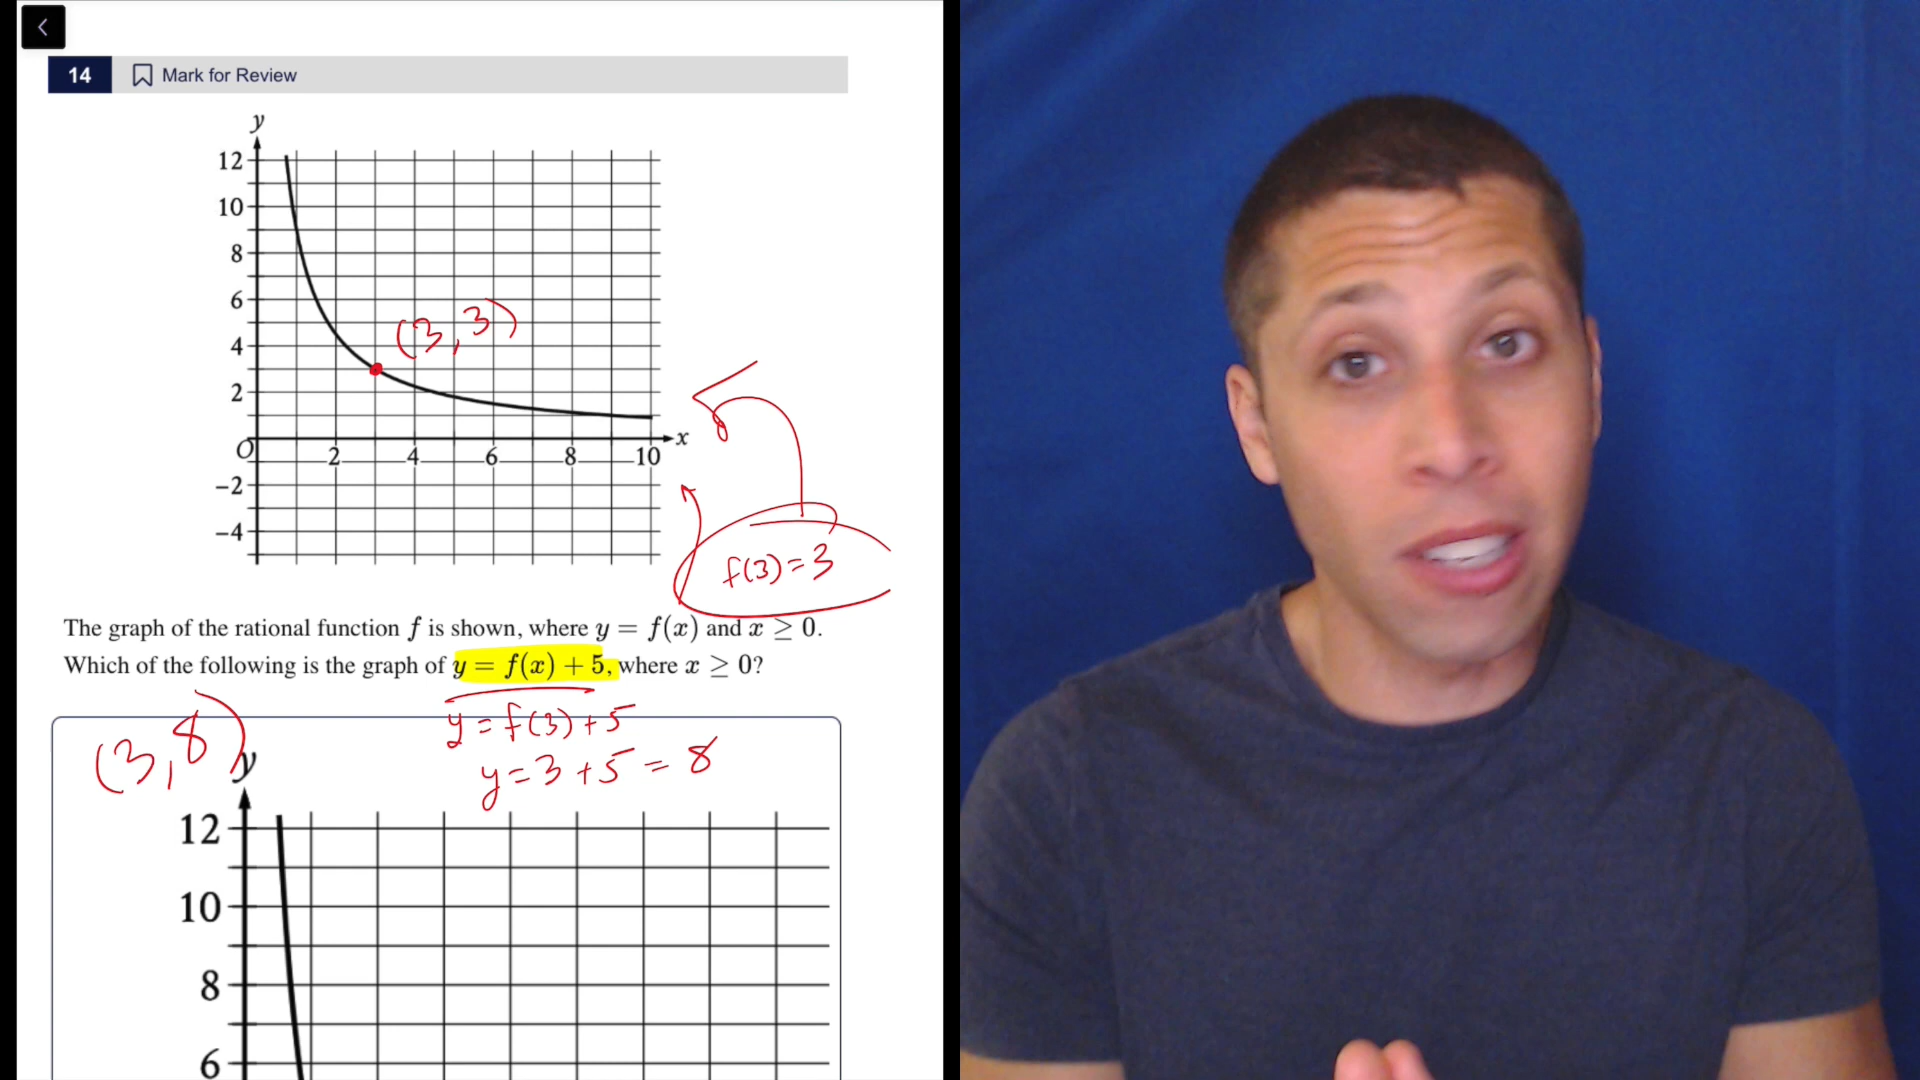 14 Mark for Review
y
12
10
8
6
(3,3)
4
2
O 2 4 6 8 10 x
-2
-4
f(3)=3
The graph of the rational function f is shown, where y = f(x) and x ≥ 0.
Which of the following is the graph of y = f(x) + 5, where x ≥ 0?
y = f(3)+5
(3,8)
y=3+5=8
y
12
10
8
6